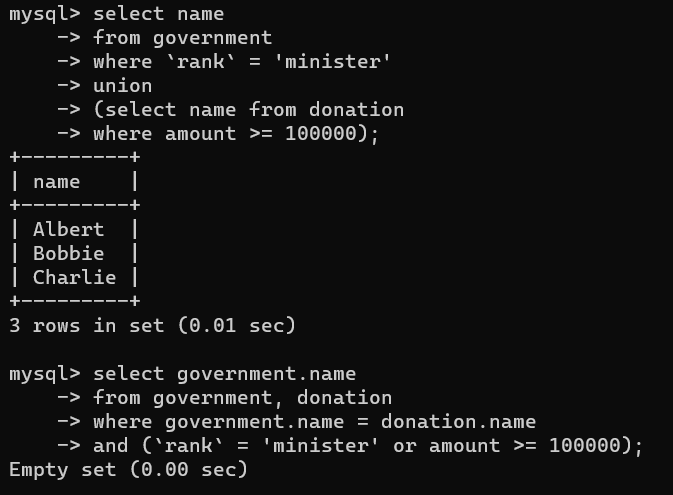 mysql> select name
    -> from government
    -> where `rank` = 'minister'
    -> union
    -> (select name from donation
    -> where amount >= 100000);
+---------+
| name    |
+---------+
| Albert  |
| Bobbie  |
| Charlie |
+---------+
3 rows in set (0.01 sec)

mysql> select government.name
    -> from government, donation
    -> where government.name = donation.name
    -> and (`rank` = 'minister' or amount >= 100000);
Empty set (0.00 sec)